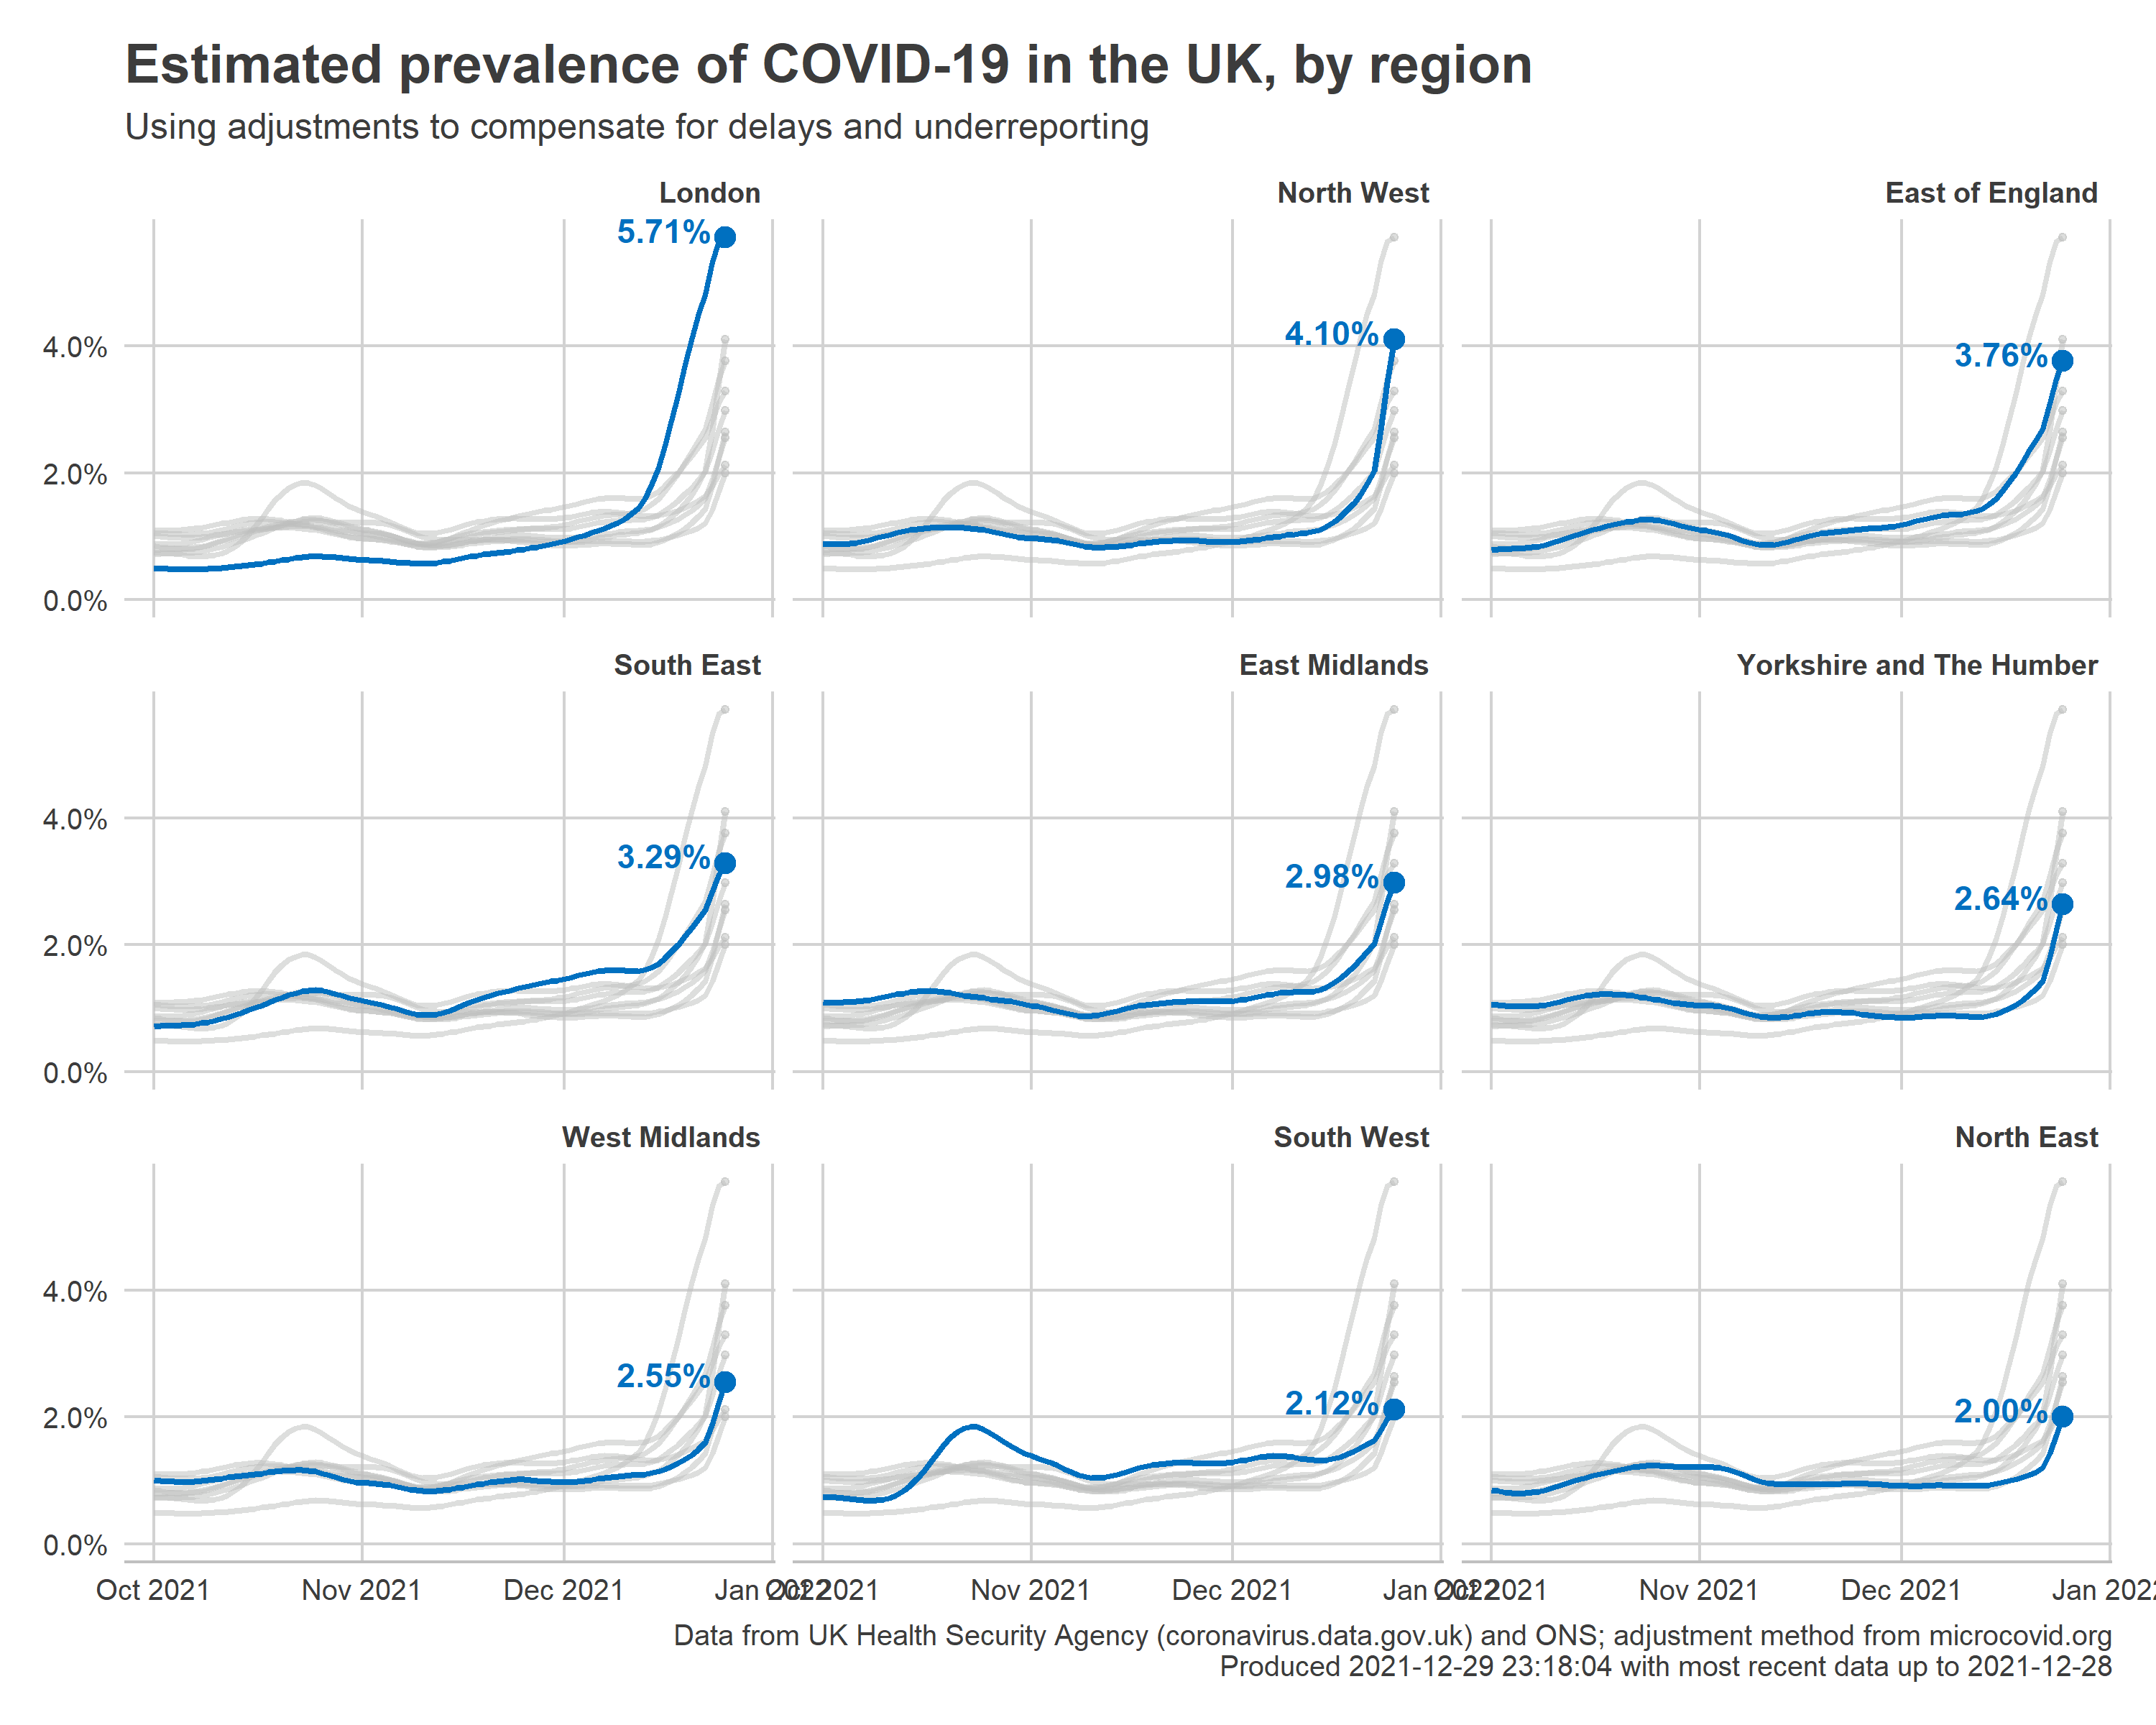 Estimated prevalence of COVID-19 in the UK, by region
Using adjustments to compensate for delays and underreporting
London
North West
East of England
5.71%
4.10%
3.76%
4.0%
2.0%
0.0%
South East
East Midlands
Yorkshire and The Humber
3.29%
2.98%
2.64%
4.0%
2.0%
0.0%
West Midlands
South West
North East
2.55%
2.12%
2.00%
4.0%
2.0%
0.0%
Oct 2021 Nov 2021 Dec 2021 Jan 2022 Oct 2021 Nov 2021 Dec 2021 Jan 2022 Oct 2021 Nov 2021 Dec 2021 Jan 2022
Data from UK Health Security Agency (coronavirus.data.gov.uk) and ONS; adjustment method from microcovid.org
Produced 2021-12-29 23:18:04 with most recent data up to 2021-12-28